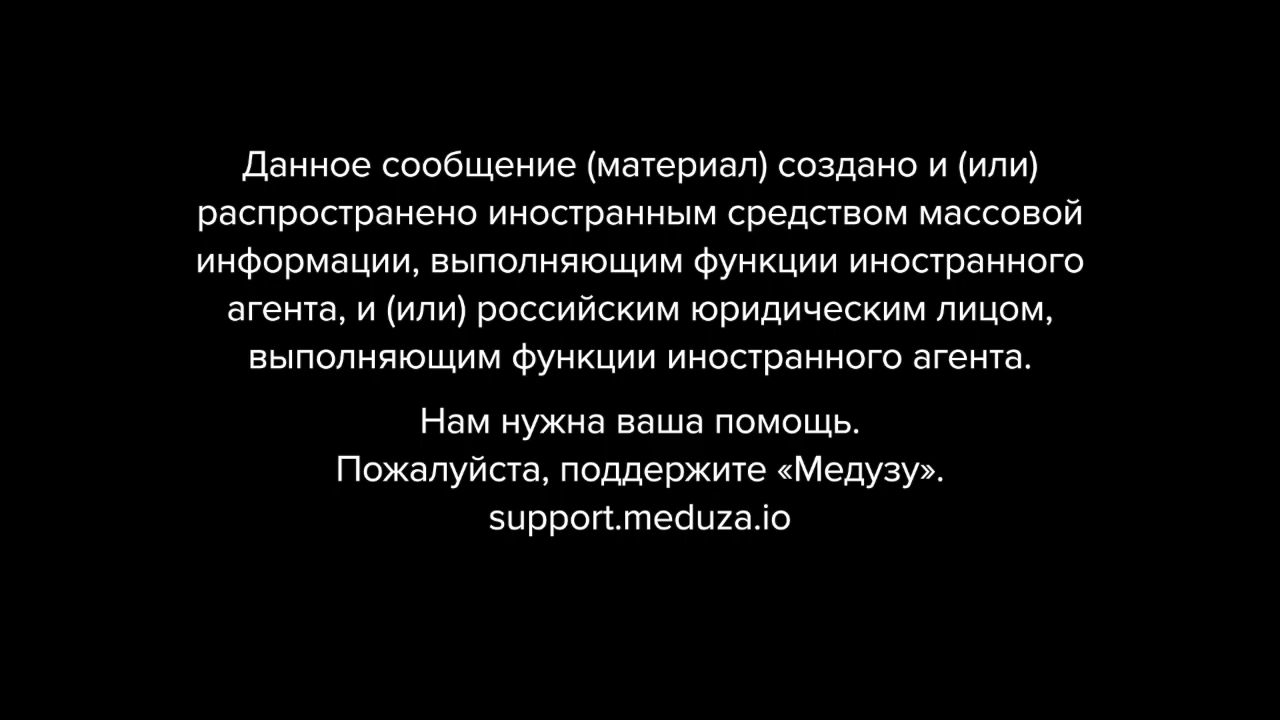 Данное сообщение (материал) создано и (или)
распространено иностранным средством массовой
информации, выполняющим функции иностранного
агента, и (или) российским юридическим лицом,
выполняющим функции иностранного агента.
Нам нужна ваша помощь.
Пожалуйста, поддержите «Медузу».
support.meduza.io